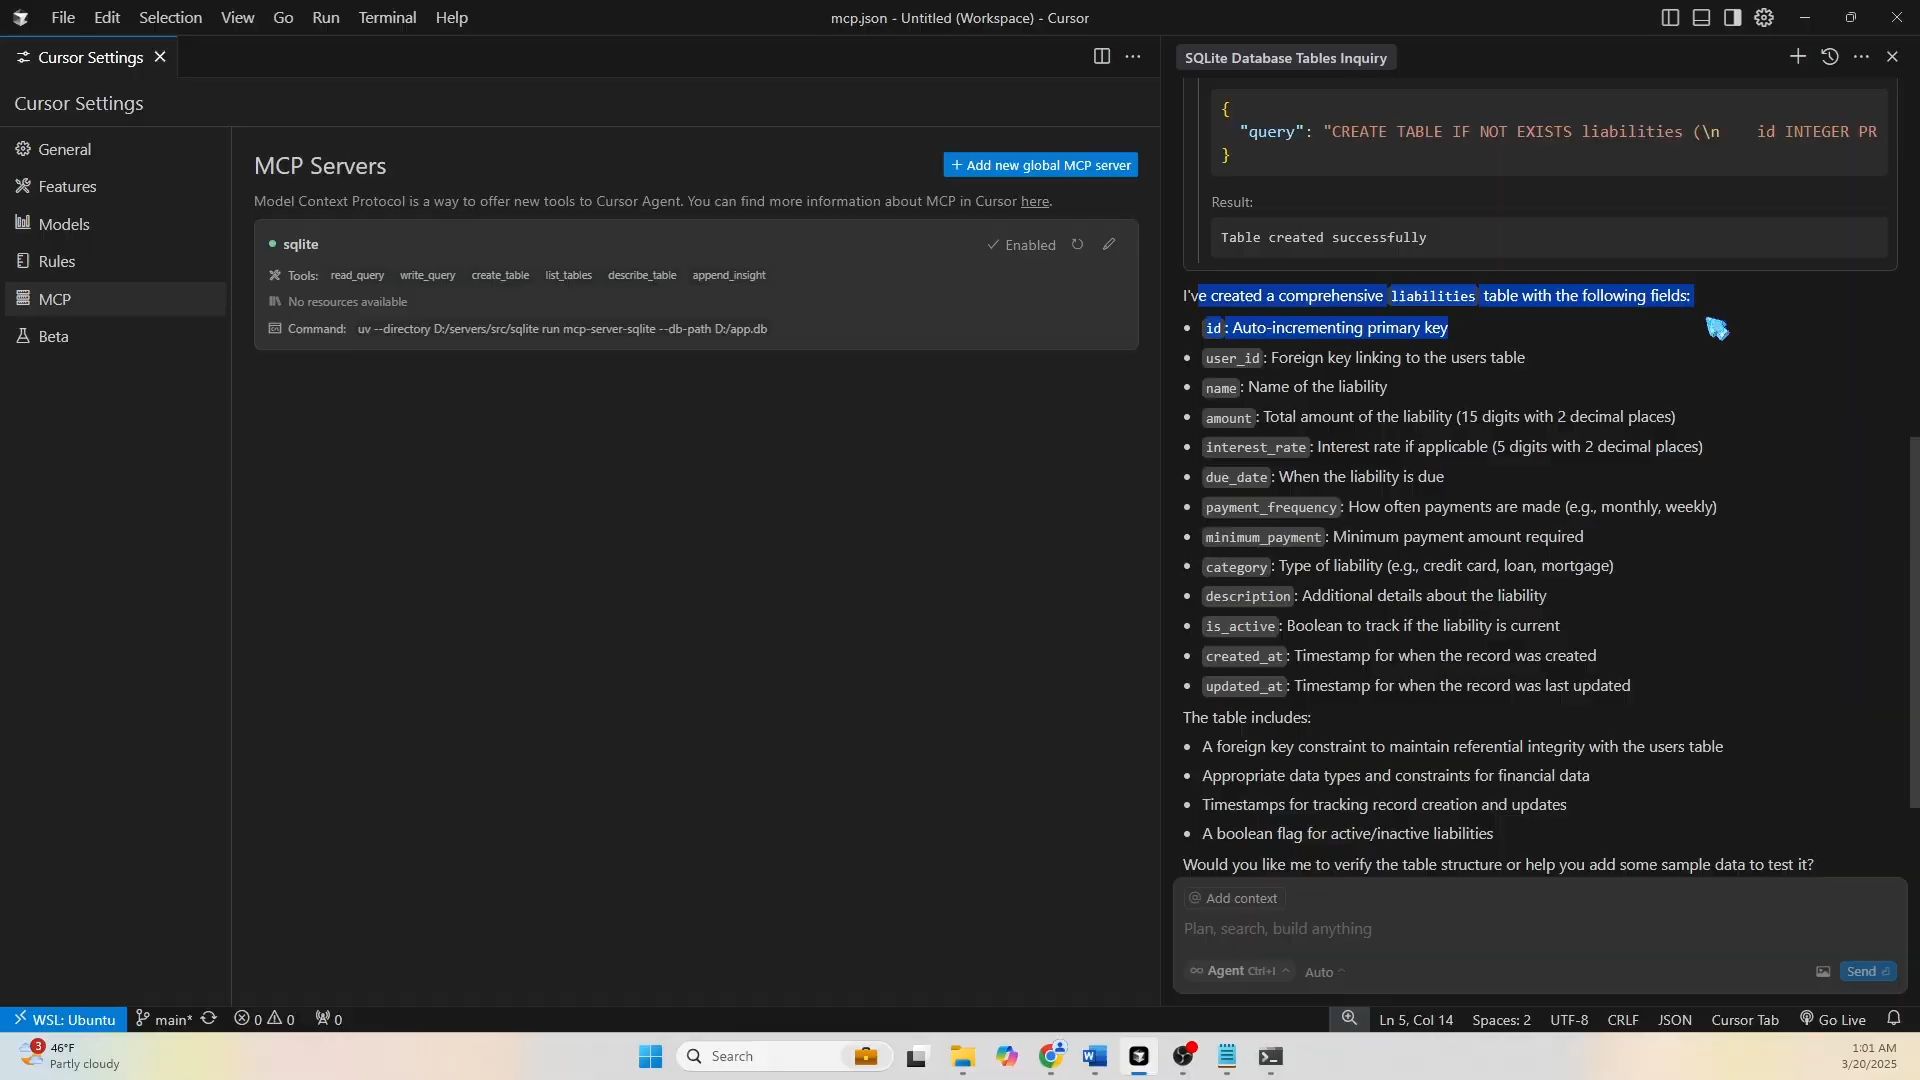 File Edit Selection View Go Run Terminal Help
mcp.json - Untitled (Workspace) - Cursor
Cursor Settings
SQLite Database Tables Inquiry
Cursor Settings
General
Features
Models
Rules
MCP
Beta
MCP Servers
+ Add new global MCP server
Model Context Protocol is a way to offer new tools to Cursor Agent. You can find more information about MCP in Cursor here.
sqlite
Enabled
Tools: read_query write_query create_table list_tables describe_table append_insight
No resources available
Command: uv --directory D:/servers/src/sqlite run mcp-server-sqlite --db-path D:/app.db
{
"query": "CREATE TABLE IF NOT EXISTS liabilities (\n    id INTEGER PR
}
Result:
Table created successfully
I've created a comprehensive liabilities table with the following fields:
• id: Auto-incrementing primary key
• user_id: Foreign key linking to the users table
• name: Name of the liability
• amount: Total amount of the liability (15 digits with 2 decimal places)
• interest_rate: Interest rate if applicable (5 digits with 2 decimal places)
• due_date: When the liability is due
• payment_frequency: How often payments are made (e.g., monthly, weekly)
• minimum_payment: Minimum payment amount required
• category: Type of liability (e.g., credit card, loan, mortgage)
• description: Additional details about the liability
• is_active: Boolean to track if the liability is current
• created_at: Timestamp for when the record was created
• updated_at: Timestamp for when the record was last updated
The table includes:
• A foreign key constraint to maintain referential integrity with the users table
• Appropriate data types and constraints for financial data
• Timestamps for tracking record creation and updates
• A boolean flag for active/inactive liabilities
Would you like me to verify the table structure or help you add some sample data to test it?
@ Add context
Plan, search, build anything
Agent Ctrl+I Auto
Send
WSL: Ubuntu main* 0 0 0
Ln 5, Col 14 Spaces: 2 UTF-8 CRLF JSON Cursor Tab Go Live
3
46°F
Partly cloudy
Search
1:01 AM
3/20/2025